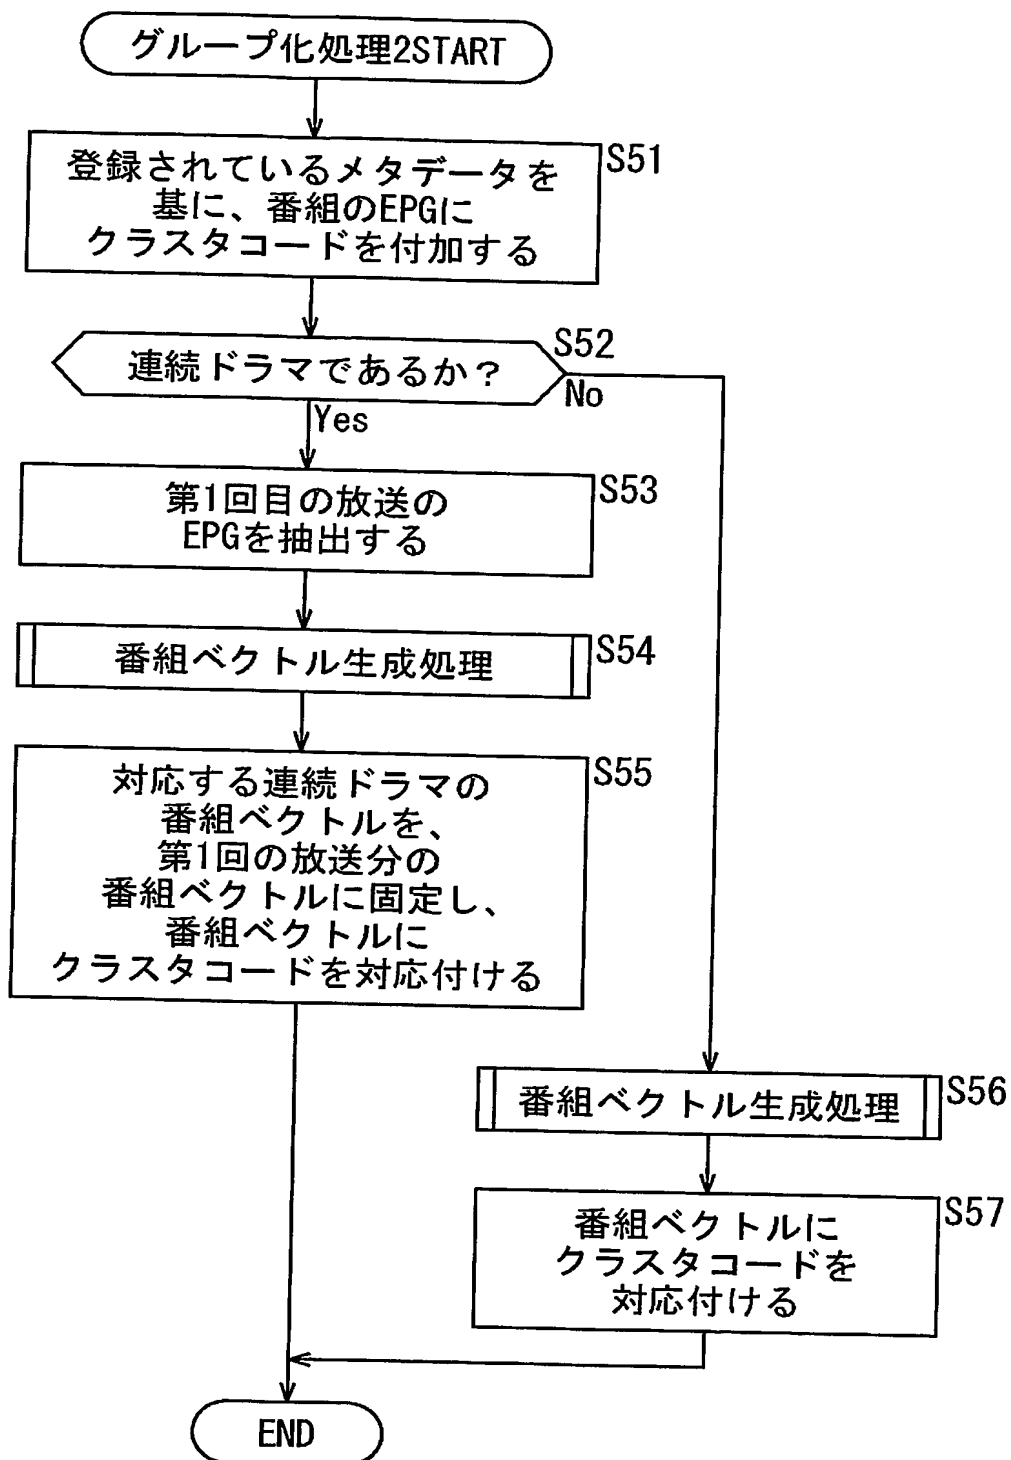 グループ化処理2START
S51
登録されているメタデータを
基に、番組のEPGに
クラスタコードを付加する
S52
連続ドラマであるか?
No
Yes
S53
第1回目の放送の
EPGを抽出する
S54
番組ベクトル生成処理
S55
対応する連続ドラマの
番組ベクトルを、
第1回の放送分の
番組ベクトルに固定し、
番組ベクトルに
クラスタコードを対応付ける
S56
番組ベクトル生成処理
S57
番組ベクトルに
クラスタコードを
対応付ける
END